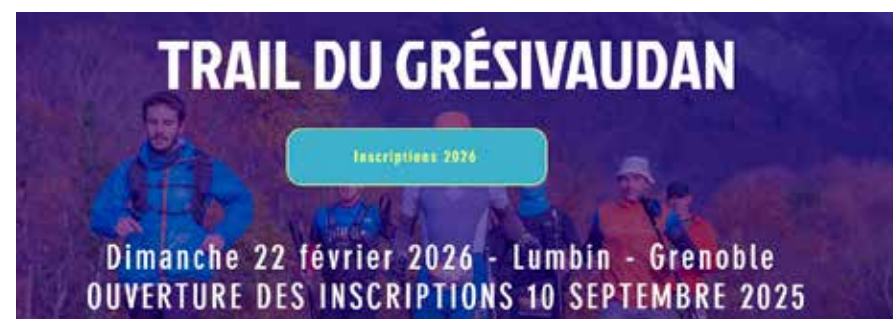 TRAIL DU GRÉSIVAUDAN
Inscriptions 2026
Dimanche 22 février 2026 - Lumbin - Grenoble
OUVERTURE DES INSCRIPTIONS 10 SEPTEMBRE 2025